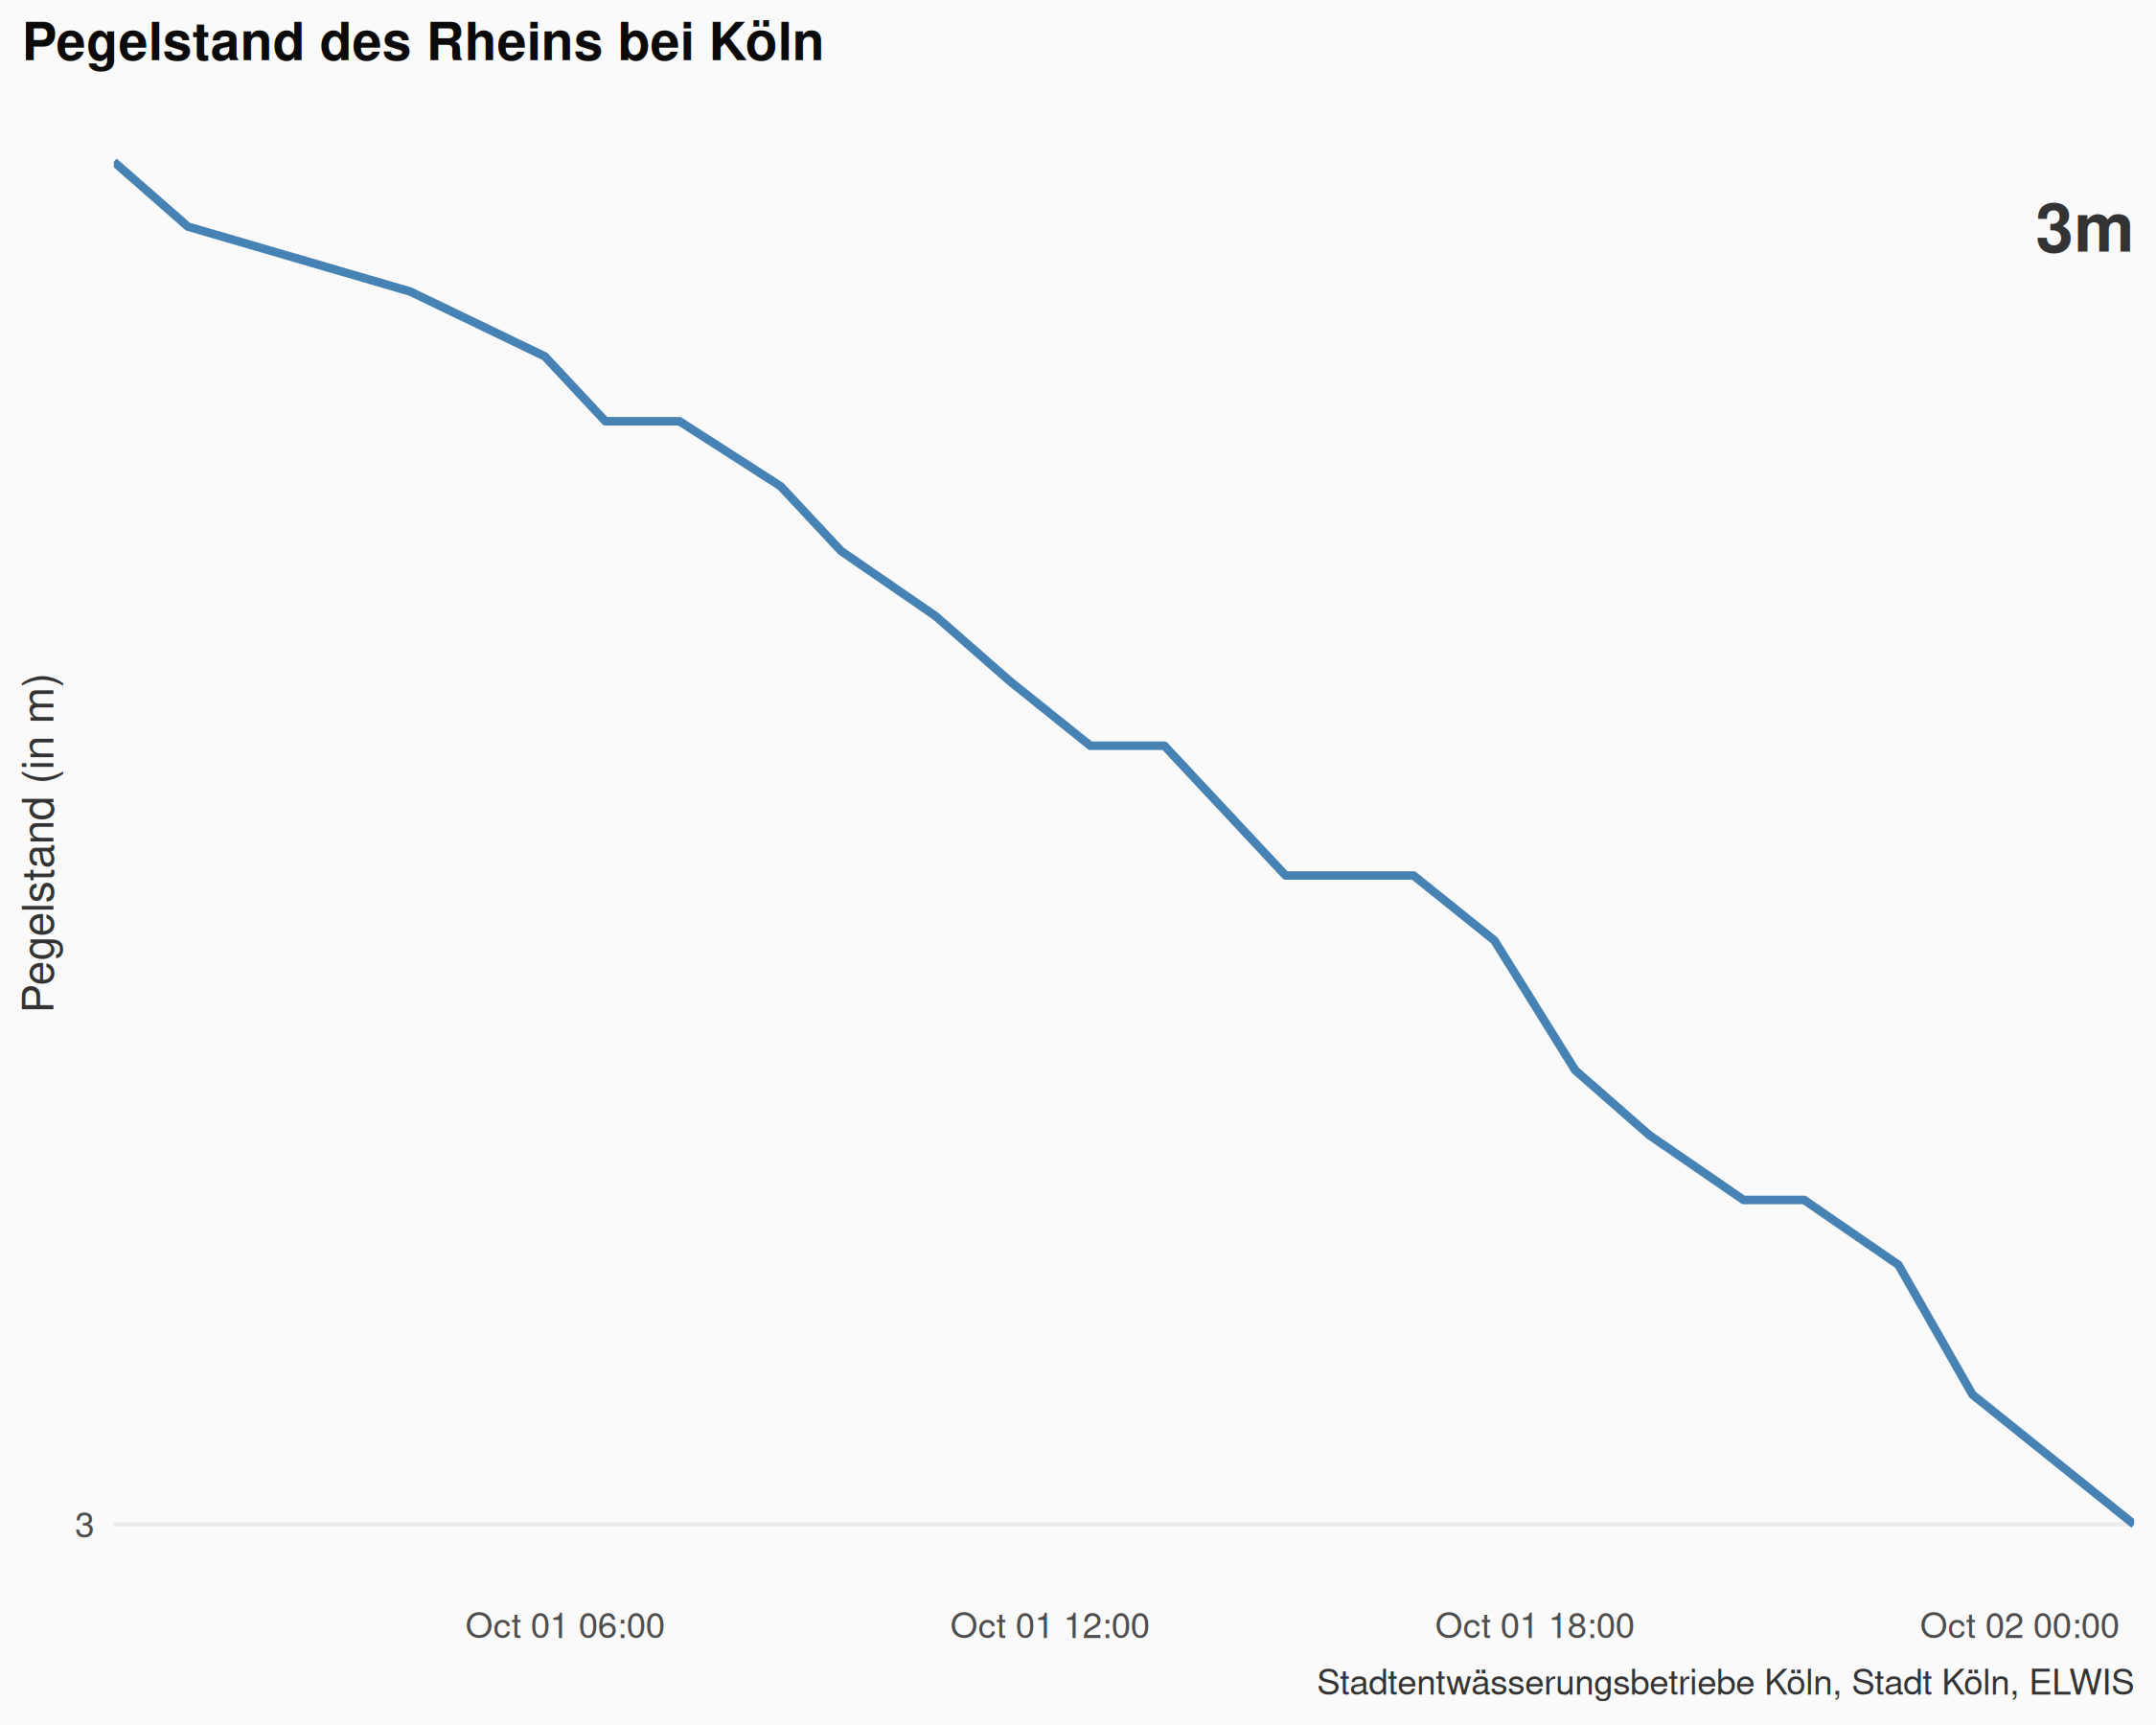 Pegelstand des Rheins bei Köln
3m
Pegelstand (in m)
3
Oct 01 06:00
Oct 01 12:00
Oct 01 18:00
Oct 02 00:00
Stadtentwässerungsbetriebe Köln, Stadt Köln, ELWIS